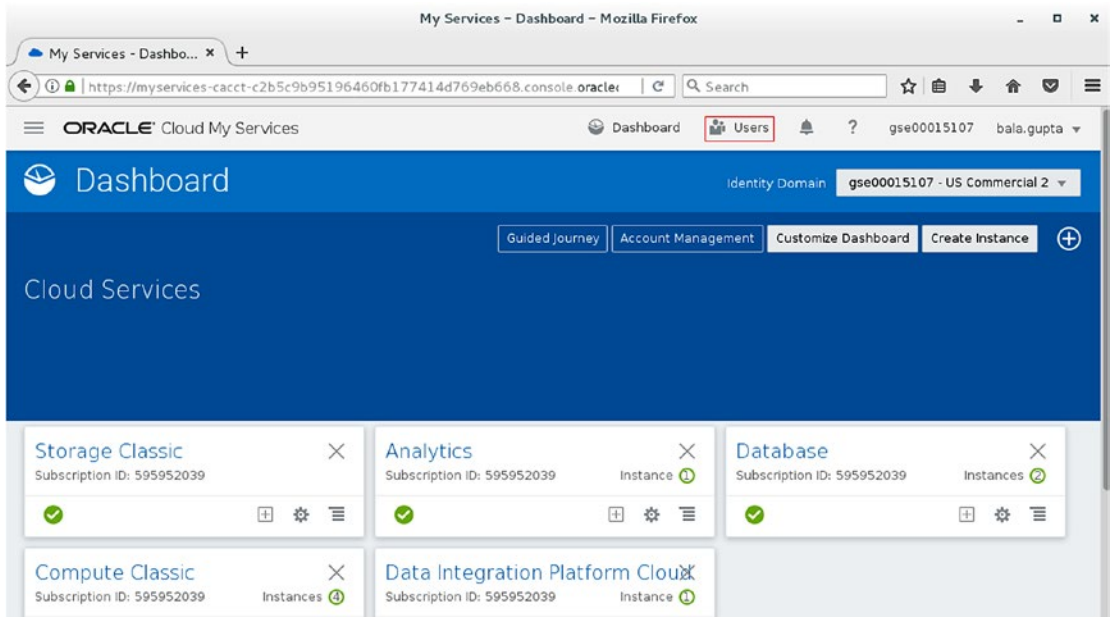 My Services - Dashboard - Mozilla Firefox
My Services - Dashbo...
https://myservices-cacct-c2b5c9b95196460fb177414d769eb668.console.oracle
Search
ORACLE Cloud My Services
Dashboard
Users
?
gse00015107
bala.gupta
Dashboard
Identity Domain
gse00015107 - US Commercial 2
Guided Journey
Account Management
Customize Dashboard
Create Instance
Cloud Services
Storage Classic
Subscription ID: 595952039
Analytics
Subscription ID: 595952039
Instance 1
Database
Subscription ID: 595952039
Instances 2
Compute Classic
Subscription ID: 595952039
Instances 4
Data Integration Platform Cloud
Subscription ID: 595952039
Instance 1